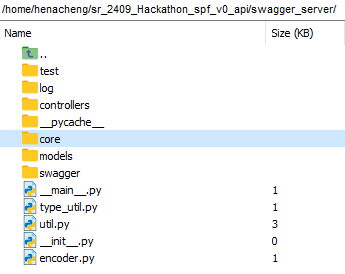 /home/henacheng/sr_2409_Hackathon_spf_v0_api/swagger_server/
Name Size (KB)
..
test
log
controllers
__pycache__
core
models
swagger
__main__.py 1
type_util.py 1
util.py 3
__init__.py 0
encoder.py 1